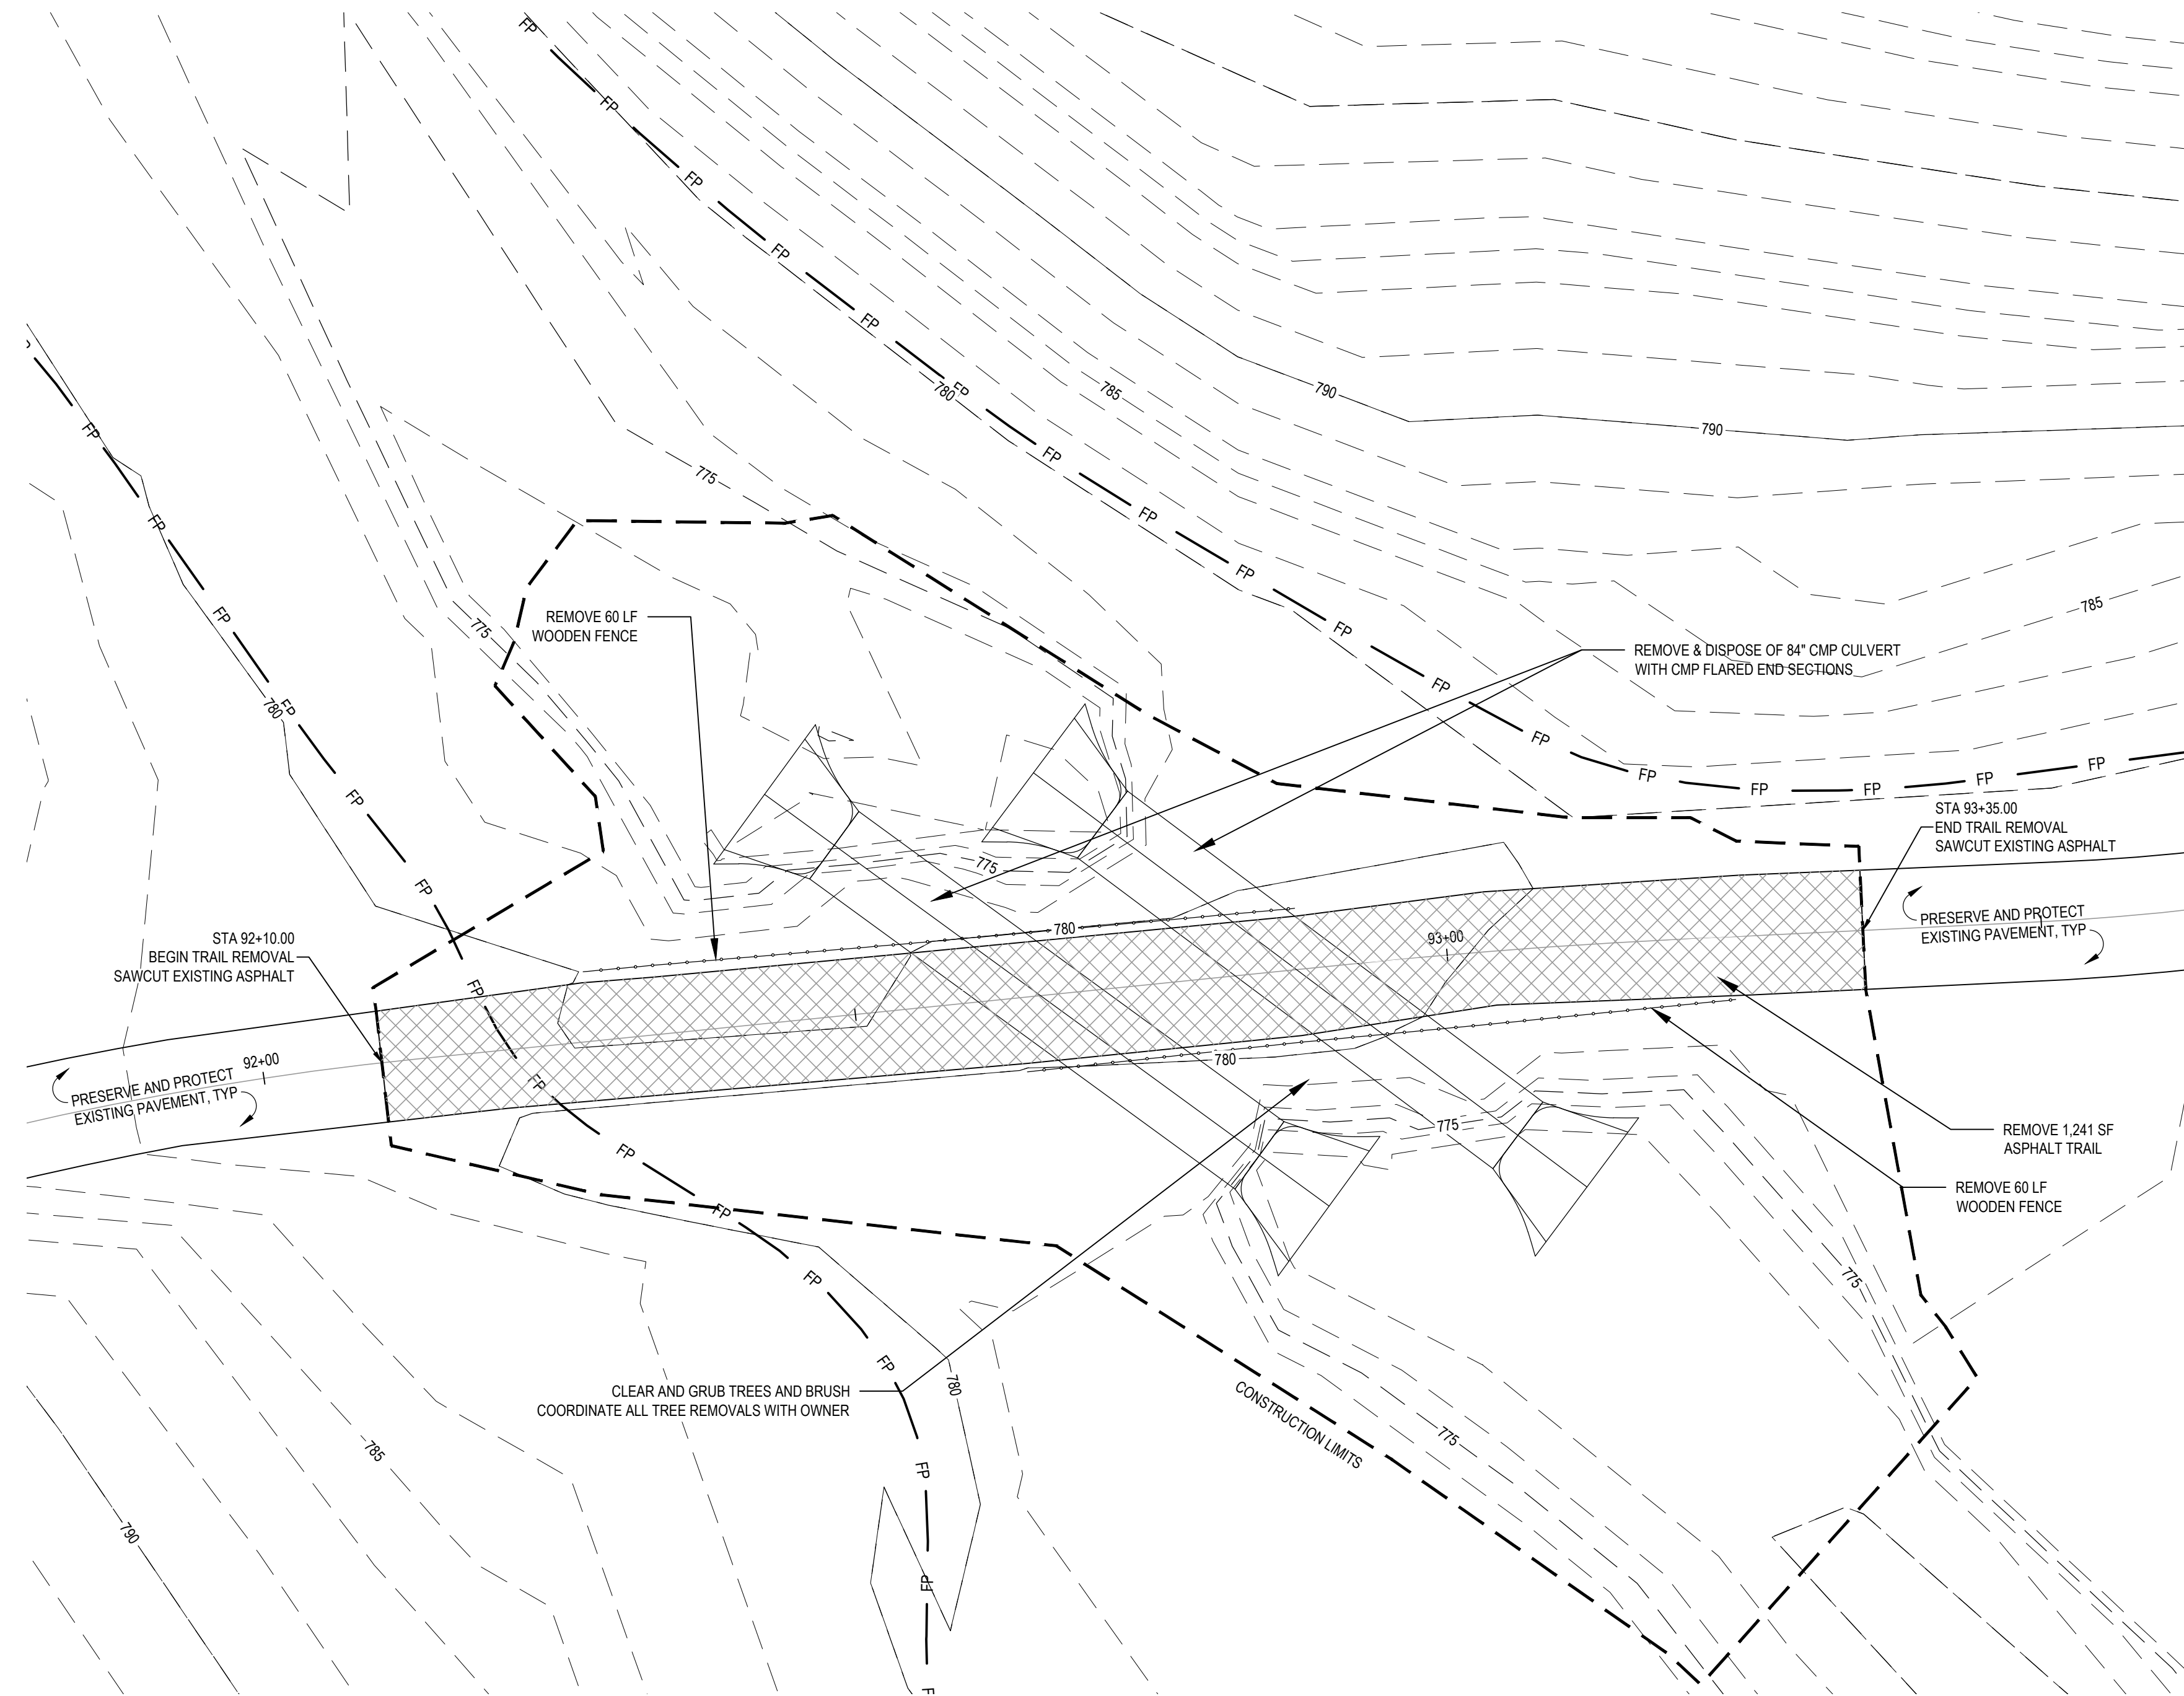 FP
FP
FP
FP
FP
FP
780
785
790
790
FP
FP
FP
775
FP
FP
785
REMOVE 60 LF
WOODEN FENCE
775
FP
FP
REMOVE & DISPOSE OF 84" CMP CULVERT
WITH CMP FLARED END SECTIONS
FP
FP
780
FP
FP
FP
FP
FP
FP
FP
STA 93+35.00
END TRAIL REMOVAL
SAWCUT EXISTING ASPHALT
775
FP
PRESERVE AND PROTECT
EXISTING PAVEMENT, TYP
780
93+00
STA 92+10.00
BEGIN TRAIL REMOVAL
SAWCUT EXISTING ASPHALT
FP
780
92+00
PRESERVE AND PROTECT
EXISTING PAVEMENT, TYP
FP
775
REMOVE 1,241 SF
ASPHALT TRAIL
FP
REMOVE 60 LF
WOODEN FENCE
FP
FP
775
FP
780
CLEAR AND GRUB TREES AND BRUSH
COORDINATE ALL TREE REMOVALS WITH OWNER
CONSTRUCTION LIMITS
775
785
FP
790
FP